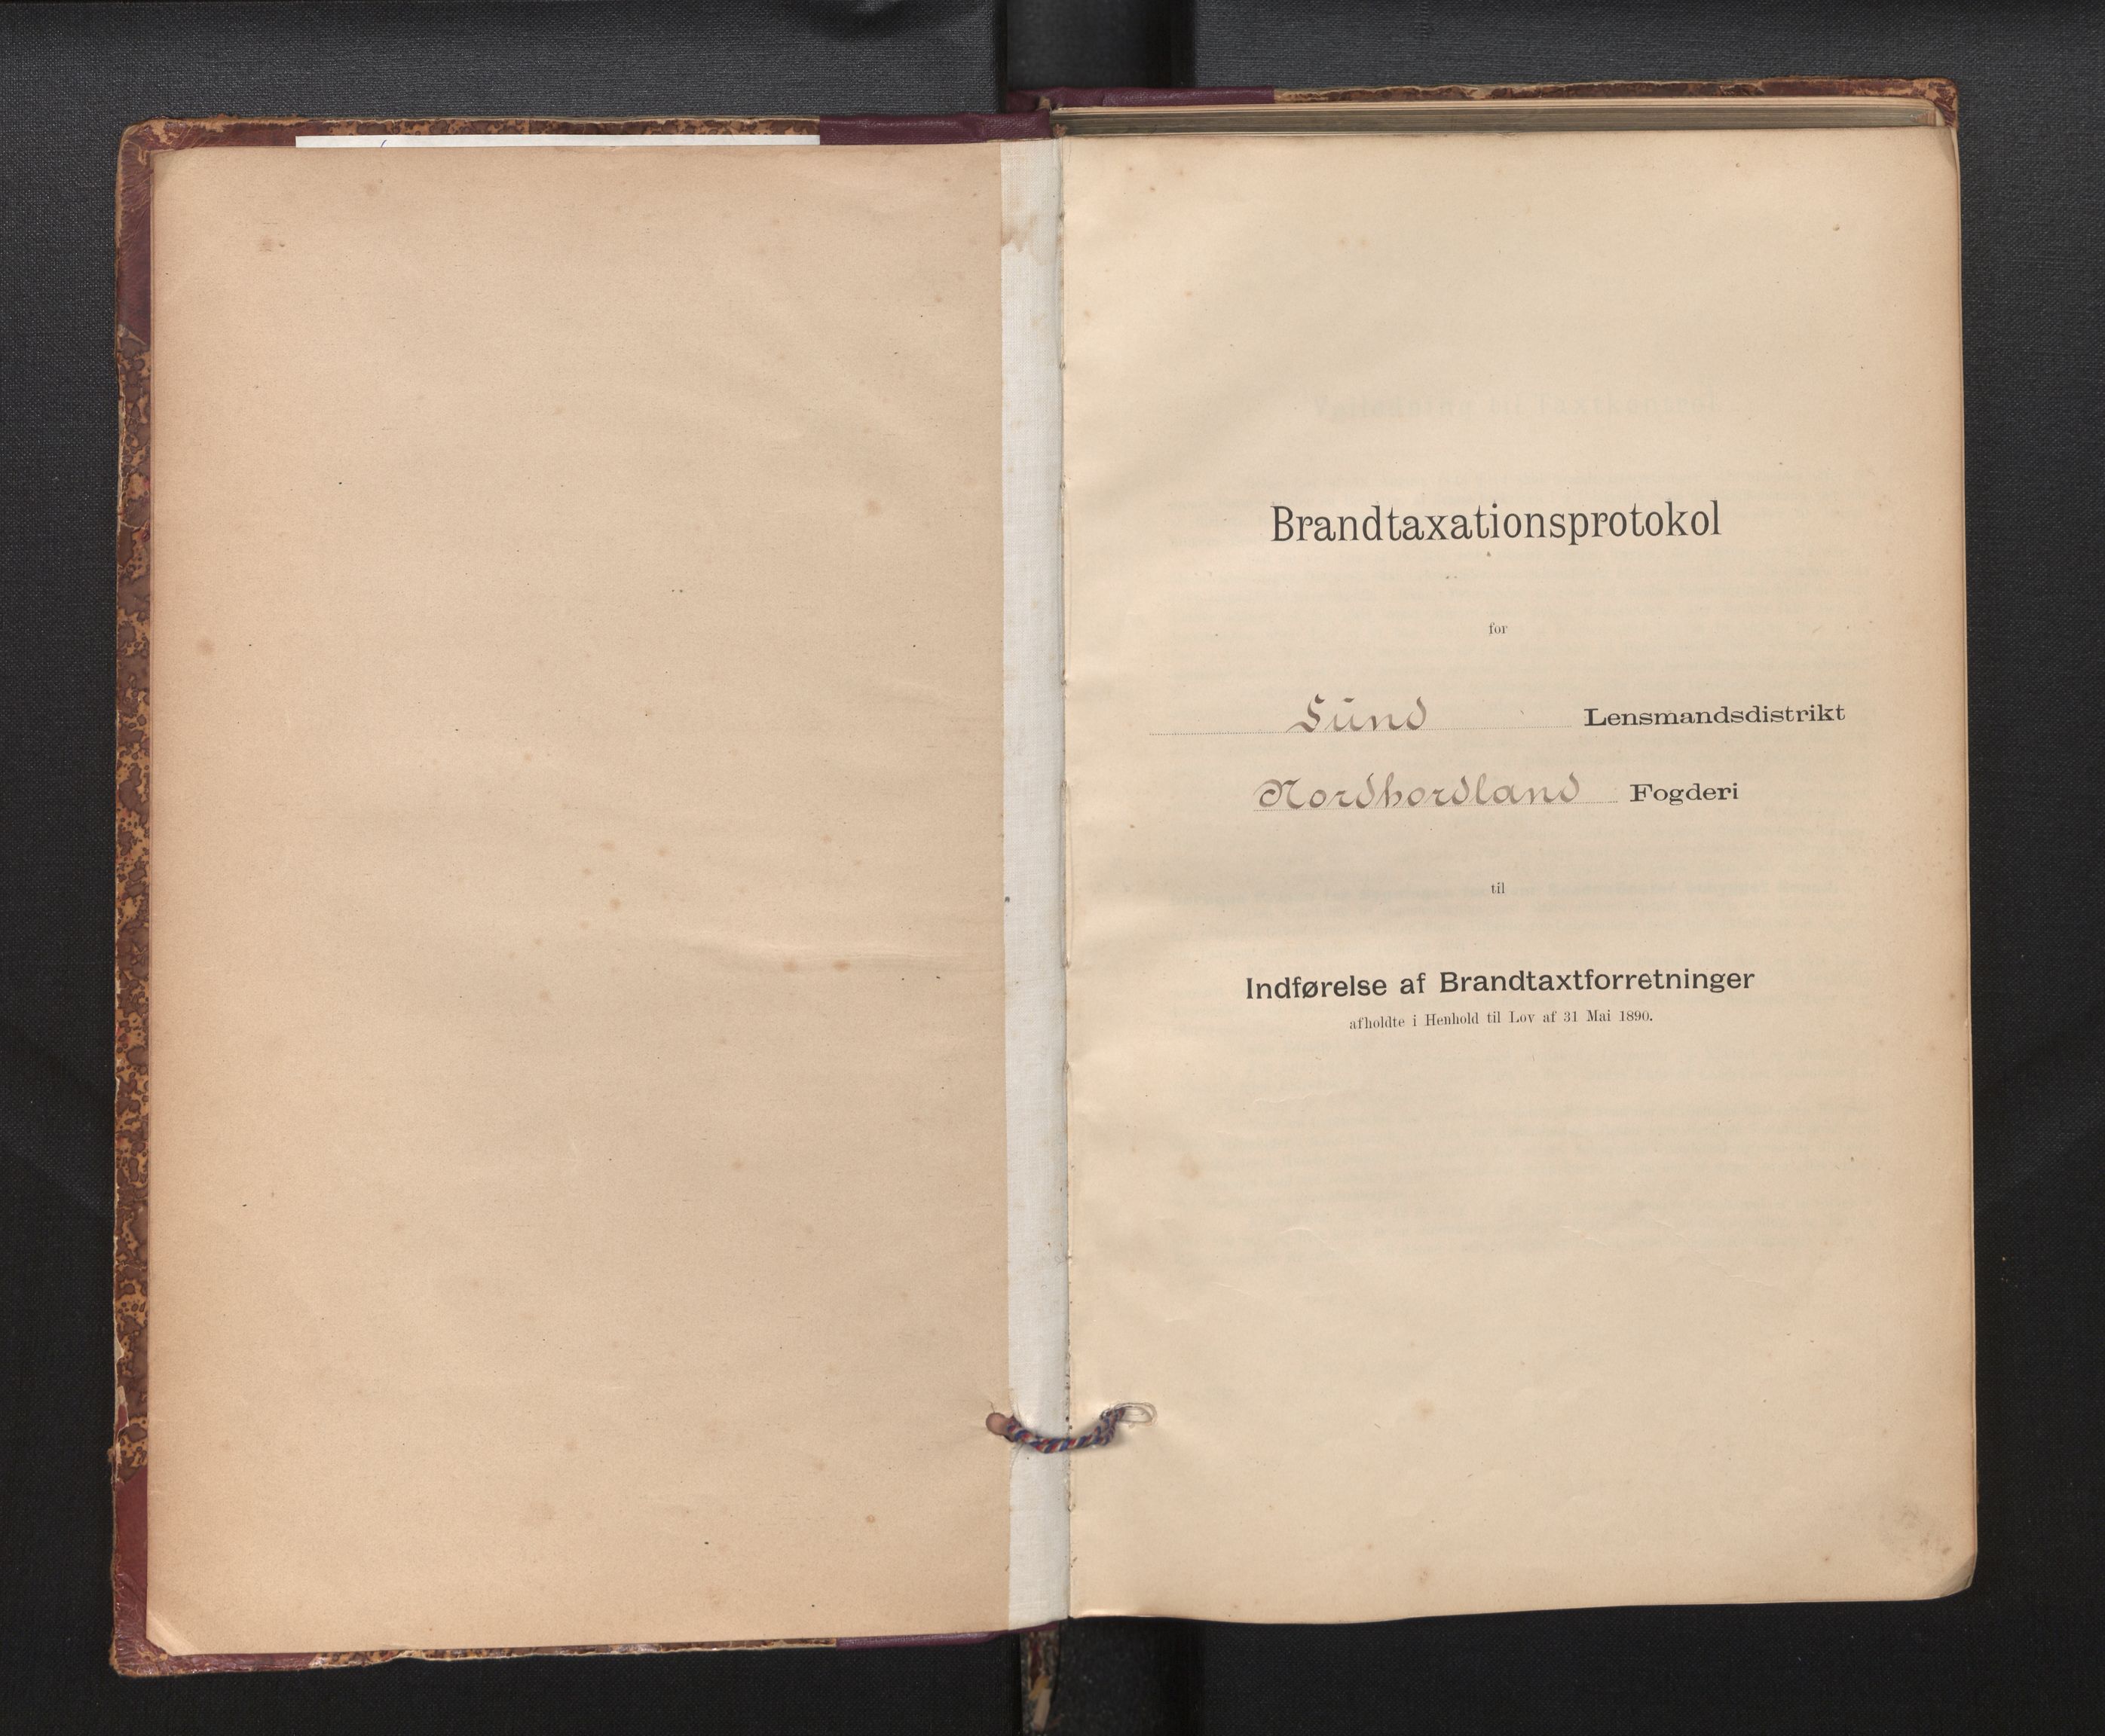 Brandtaxationsprotokol
for
Sund Lensmandsdistrikt
Nordhordland Fogderi
til
Indførelse af Brandtaxtforretninger
afholdte i Henhold til Lov af 31 Mai 1890.